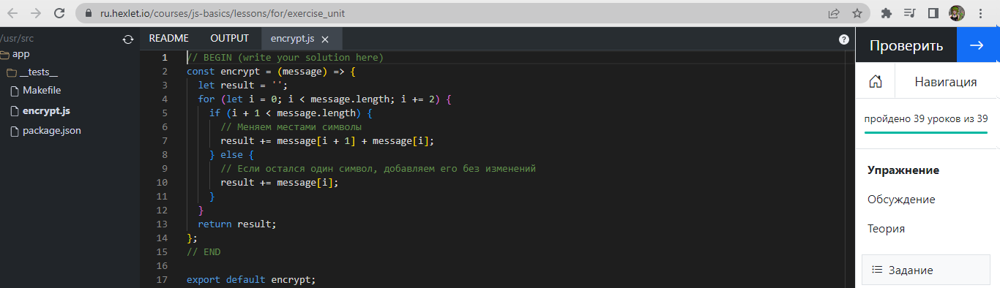 ru.hexlet.io/courses/js-basics/lessons/for/exercise_unit
/usr/src
app
__tests__
Makefile
encrypt.js
package.json
README OUTPUT encrypt.js
1 // BEGIN (write your solution here)
2 const encrypt = (message) => {
3 let result = '';
4 for (let i = 0; i < message.length; i += 2) {
5 if (i + 1 < message.length) {
6 // Меняем местами символы
7 result += message[i + 1] + message[i];
8 } else {
9 // Если остался один символ, добавляем его без изменений
10 result += message[i];
11 }
12 }
13 return result;
14 };
15 // END
16
17 export default encrypt;
Проверить
Навигация
пройдено 39 уроков из 39
Упражнение
Обсуждение
Теория
Задание